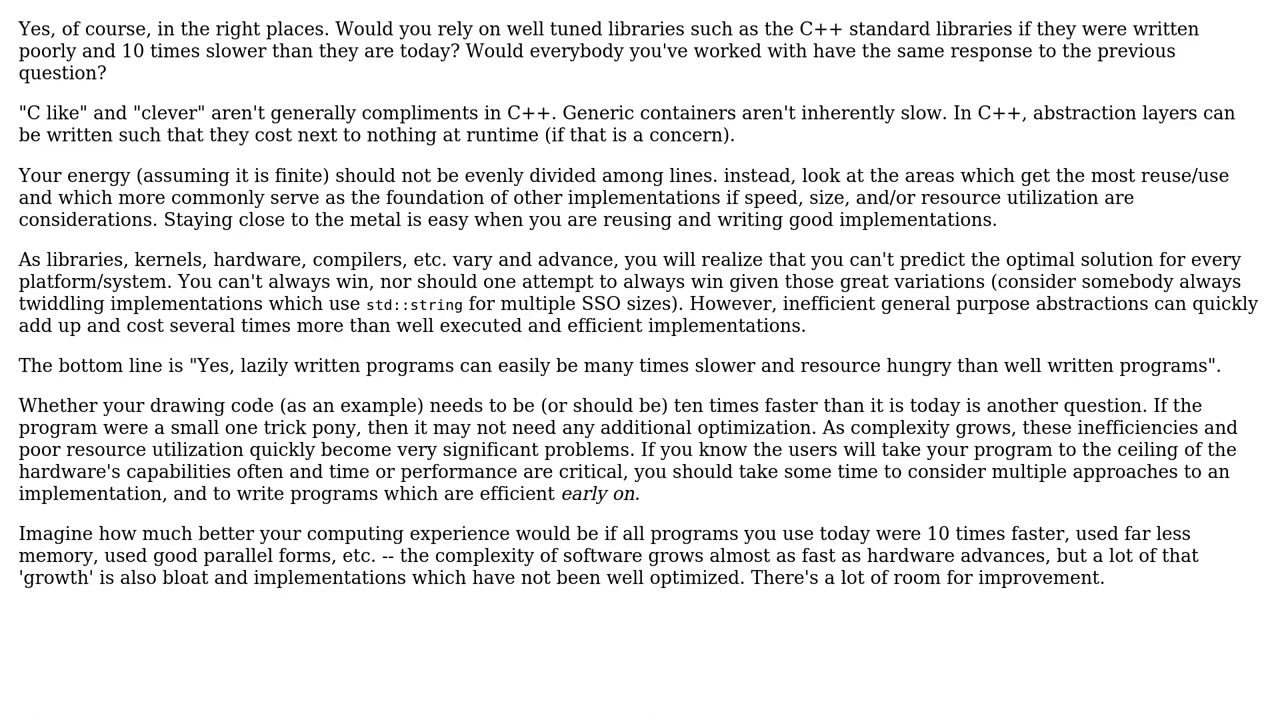 Yes, of course, in the right places. Would you rely on well tuned libraries such as the C++ standard libraries if they were written
poorly and 10 times slower than they are today? Would everybody you've worked with have the same response to the previous
question?
"C like" and "clever" aren't generally compliments in C++. Generic containers aren't inherently slow. In C++, abstraction layers can
be written such that they cost next to nothing at runtime (if that is a concern).
Your energy (assuming it is finite) should not be evenly divided among lines. instead, look at the areas which get the most reuse/use
and which more commonly serve as the foundation of other implementations if speed, size, and/or resource utilization are
considerations. Staying close to the metal is easy when you are reusing and writing good implementations.
As libraries, kernels, hardware, compilers, etc. vary and advance, you will realize that you can't predict the optimal solution for every
platform/system. You can't always win, nor should one attempt to always win given those great variations (consider somebody always
twiddling implementations which use std::string for multiple SSO sizes). However, inefficient general purpose abstractions can quickly
add up and cost several times more than well executed and efficient implementations.
The bottom line is "Yes, lazily written programs can easily be many times slower and resource hungry than well written programs".
Whether your drawing code (as an example) needs to be (or should be) ten times faster than it is today is another question. If the
program were a small one trick pony, then it may not need any additional optimization. As complexity grows, these inefficiencies and
poor resource utilization quickly become very significant problems. If you know the users will take your program to the ceiling of the
hardware's capabilities often and time or performance are critical, you should take some time to consider multiple approaches to an
implementation, and to write programs which are efficient early on.
Imagine how much better your computing experience would be if all programs you use today were 10 times faster, used far less
memory, used good parallel forms, etc. -- the complexity of software grows almost as fast as hardware advances, but a lot of that
'growth' is also bloat and implementations which have not been well optimized. There's a lot of room for improvement.